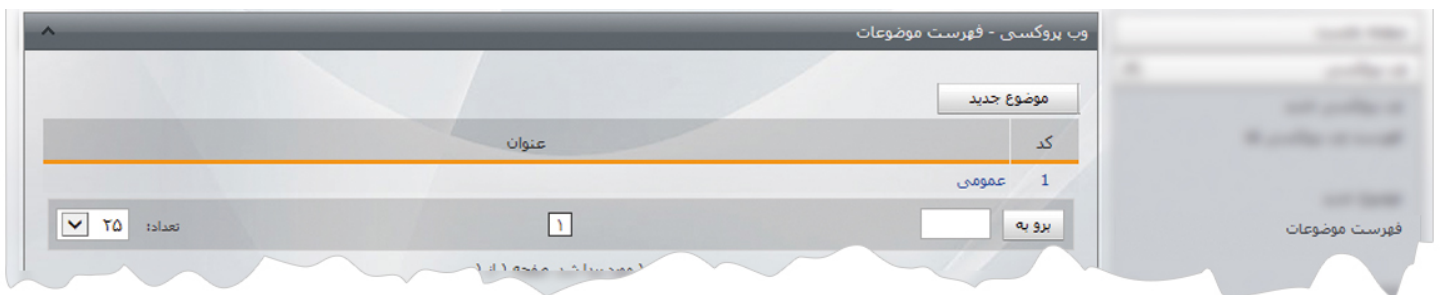 وب پروکسی - فهرست موضوعات
موضوع جدید
کد عنوان
1 عمومی
برو به ۱ تعداد: ۲۵
فهرست موضوعات